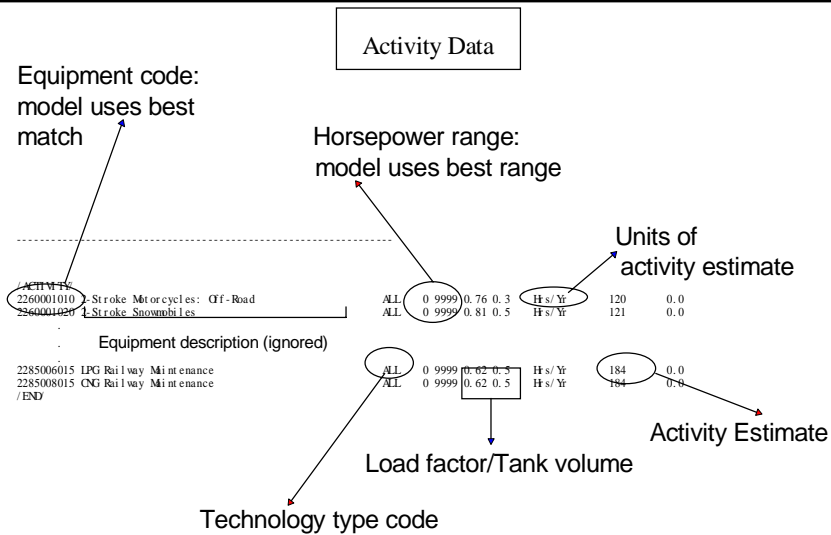 Activity Data
Equipment code:
model uses best
match
Horsepower range:
model uses best range
Units of
activity estimate
/ACTIVITY/
2260001010 2-Stroke Motorcycles: Off-Road ALL 0 9999 0.76 0.3 Hrs/Yr 120 0.0
2260001020 2-Stroke Snowmobiles ALL 0 9999 0.81 0.5 Hrs/Yr 121 0.0
.
Equipment description (ignored)
.
.
2285006015 LPG Railway Maintenance ALL 0 9999 0.62 0.5 Hrs/Yr 184 0.0
2285008015 CNG Railway Maintenance ALL 0 9999 0.62 0.5 Hrs/Yr 184 0.0
/END/
Activity Estimate
Load factor/Tank volume
Technology type code